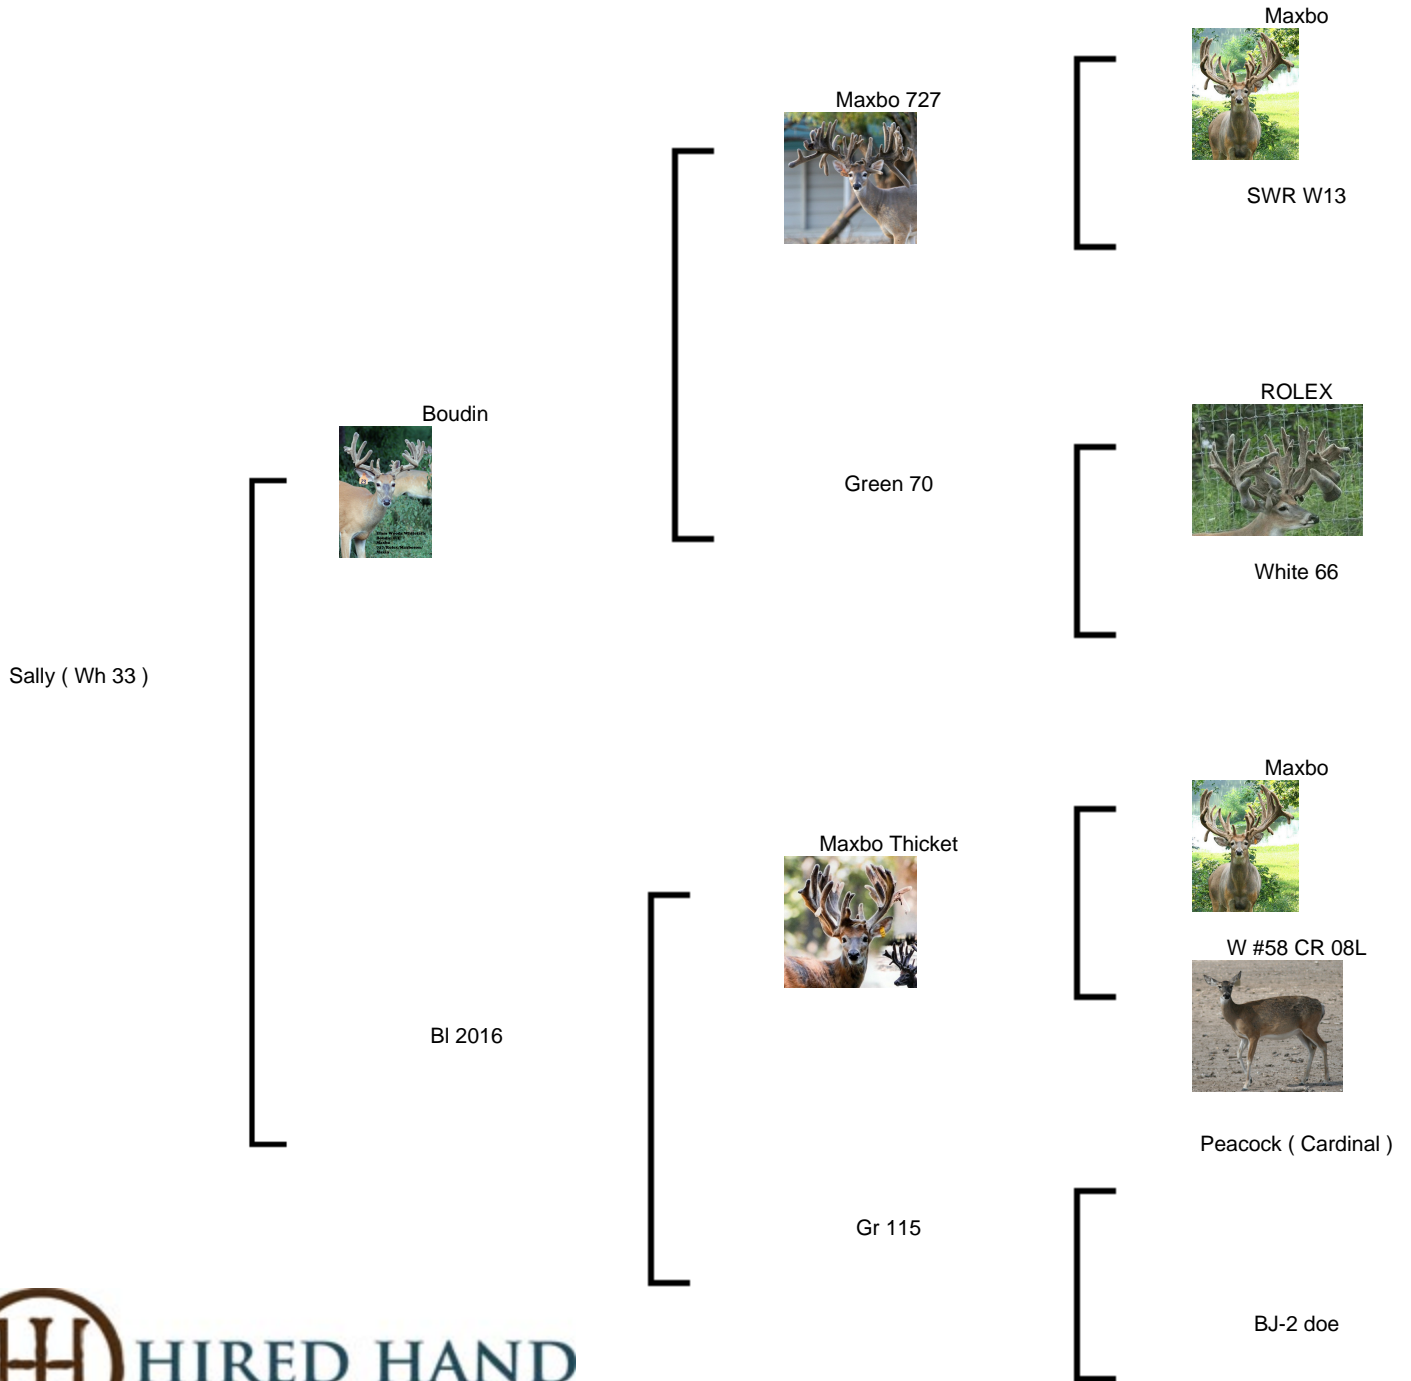 Maxbo
Maxbo 727
SWR W13
ROLEX
Boudin
Green 70
White 66
Sally ( Wh 33 )
Maxbo
Maxbo Thicket
W #58 CR 08L
Bl 2016
Peacock ( Cardinal )
Gr 115
BJ-2 doe
HIRED HAND